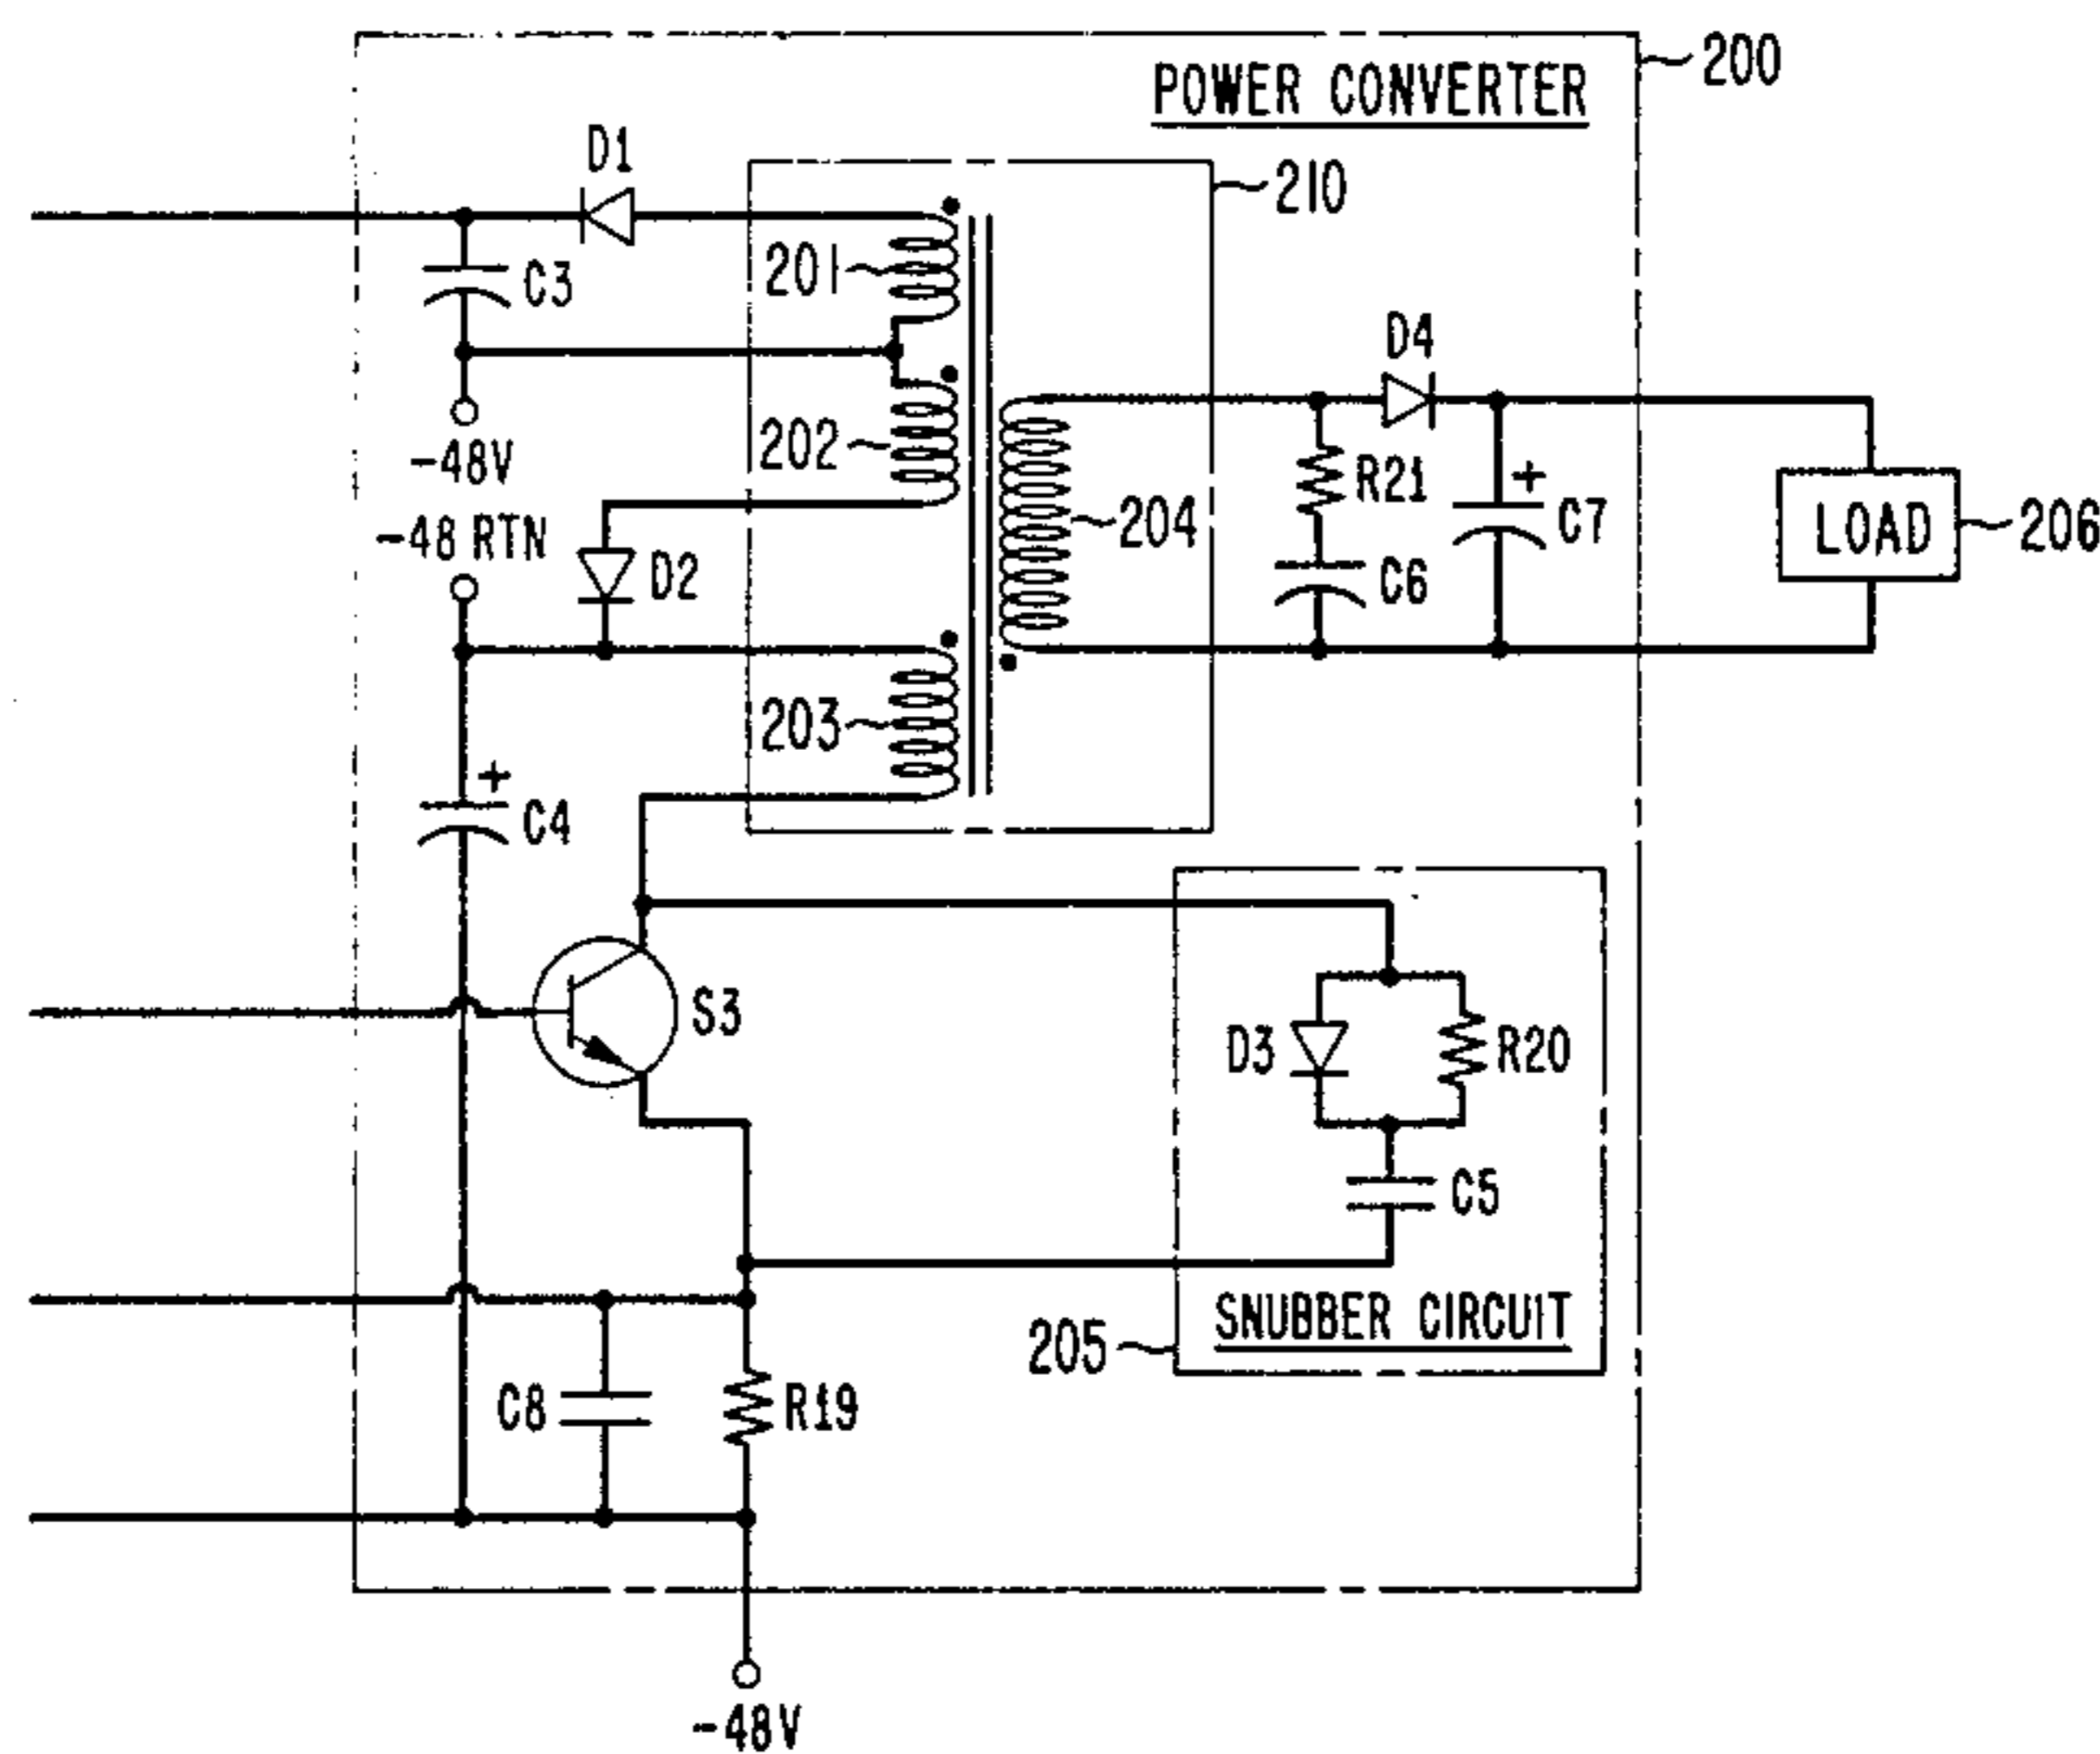 200
POWER CONVERTER
D1
210
201
C3
D4
-48V
202
R21
+
C7
LOAD
206
-48 RTN
204
D2
C6
203
+
C4
S3
D3
R20
C5
205
SNUBBER CIRCUIT
C8
R19
-48V